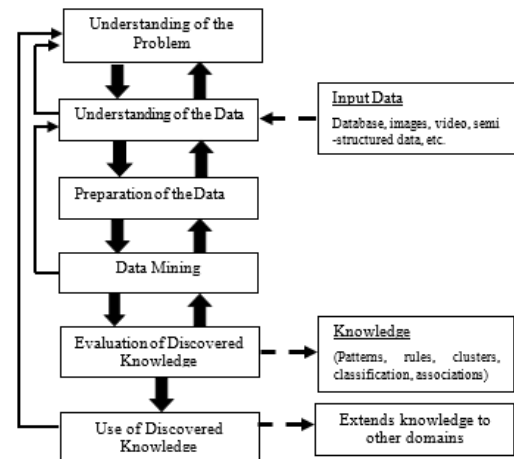 Understanding of the
Problem
Understanding of the Data
Input Data
Database, images, video, semi
-structured data, etc.
Preparation of the Data
Data Mining
Evaluation of Discovered
Knowledge
Knowledge
(Patterns, rules, clusters,
classification, associations)
Use of Discovered
Knowledge
Extends knowledge to
other domains